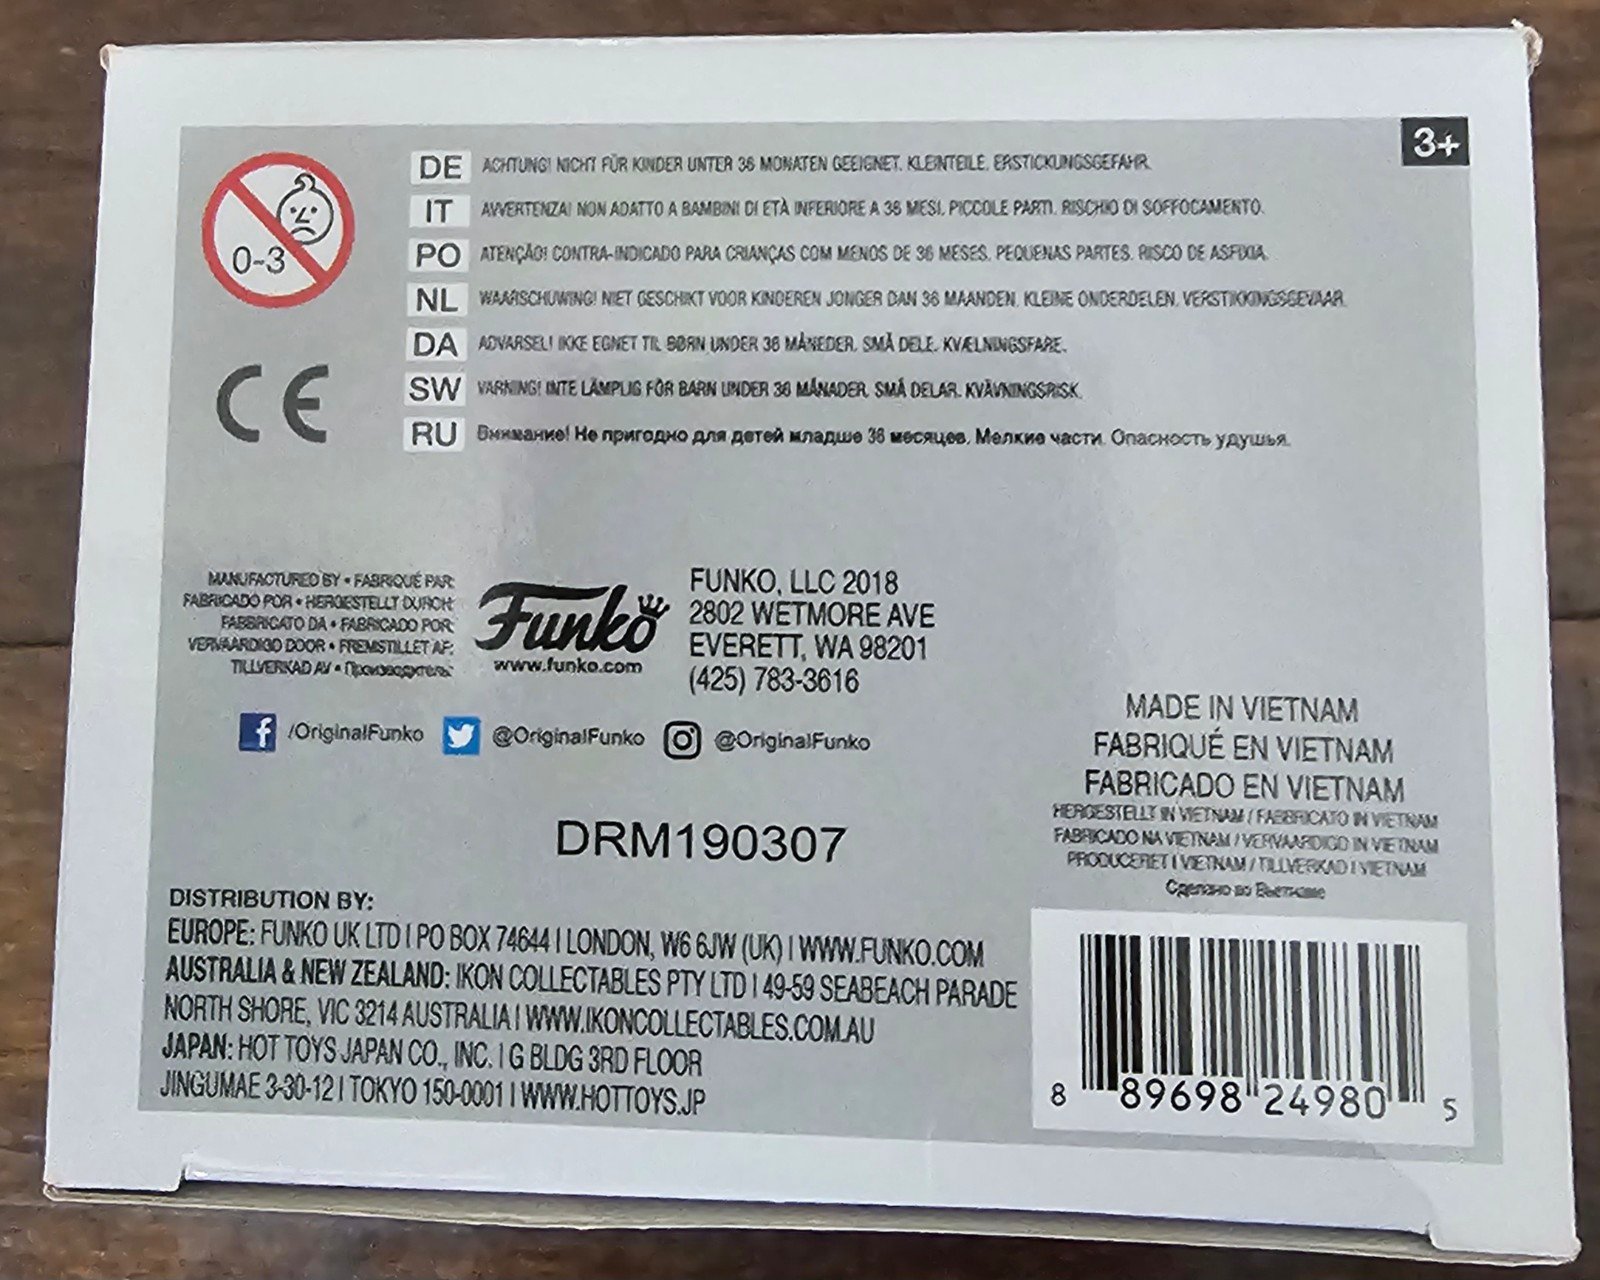 3+
0-3
CE
DE ACHTUNG! NICHT FÜR KINDER UNTER 36 MONATEN GEEIGNET. KLEINTEILE. ERSTICKUNGSGEFAHR.
IT AVVERTENZA! NON ADATTO A BAMBINI DI ETÀ INFERIORE A 36 MESI. PICCOLE PARTI. RISCHIO DI SOFFOCAMENTO.
PO ATENÇÃO! CONTRA-INDICADO PARA CRIANÇAS COM MENOS DE 36 MESES. PEQUENAS PARTES. RISCO DE ASFIXIA.
NL WAARSCHUWING! NIET GESCHIKT VOOR KINDEREN JONGER DAN 36 MAANDEN. KLEINE ONDERDELEN. VERSTIKKINGSGEVAAR.
DA ADVARSEL! IKKE EGNET TIL BØRN UNDER 36 MÅNEDER. SMÅ DELE. KVÆLNINGSFARE.
SW VARNING! INTE LÄMPLIG FÖR BARN UNDER 36 MÅNADER. SMÅ DELAR. KVÄVNINGSRISK.
RU Внимание! Не пригодно для детей младше 36 месяцев. Мелкие части. Опасность удушья.
MANUFACTURED BY • FABRIQUÉ PAR:
FABRICADO POR • HERGESTELLT DURCH:
FABBRICATO DA • FABRICADO POR:
VERVAARDIGD DOOR • FREMSTILLET AF:
TILLVERKAD AV • Производитель:
Funko
www.funko.com
FUNKO, LLC 2018
2802 WETMORE AVE
EVERETT, WA 98201
(425) 783-3616
/OriginalFunko @OriginalFunko @OriginalFunko
MADE IN VIETNAM
FABRIQUÉ EN VIETNAM
FABRICADO EN VIETNAM
HERGESTELLT IN VIETNAM / FABBRICATO IN VIETNAM
FABRICADO NA VIETNAM / VERVAARDIGD IN VIETNAM
PRODUCERET I VIETNAM / TILLVERKAD I VIETNAM
Сделано во Вьетнаме
DRM190307
DISTRIBUTION BY:
EUROPE: FUNKO UK LTD | PO BOX 74644 | LONDON, W6 6JW (UK) | WWW.FUNKO.COM
AUSTRALIA & NEW ZEALAND: IKON COLLECTABLES PTY LTD | 49-59 SEABEACH PARADE
NORTH SHORE, VIC 3214 AUSTRALIA | WWW.IKONCOLLECTABLES.COM.AU
JAPAN: HOT TOYS JAPAN CO., INC. | G BLDG 3RD FLOOR
JINGUMAE 3-30-12 | TOKYO 150-0001 | WWW.HOTTOYS.JP
8 89698 24980 5